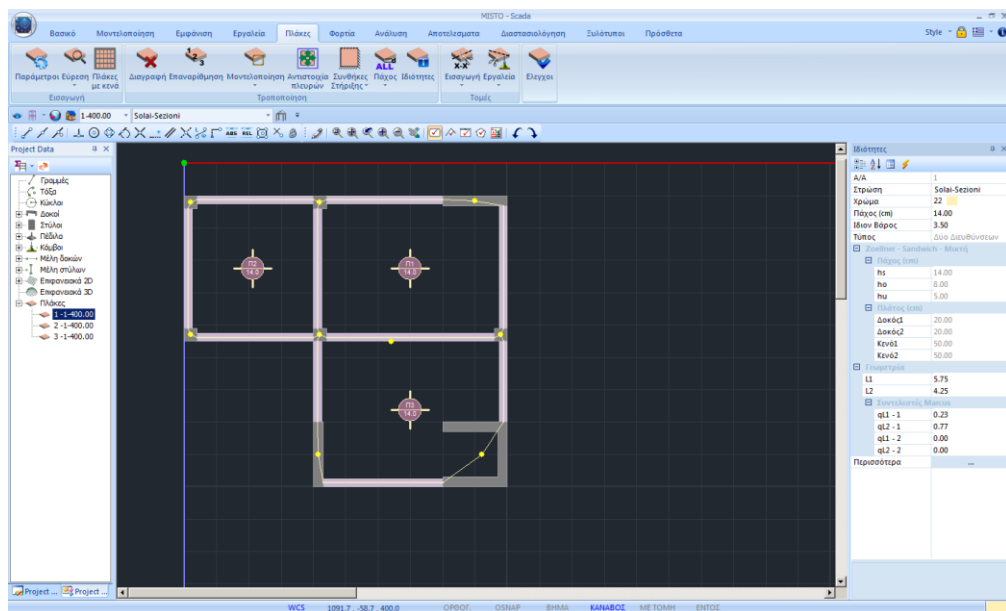 MISTO - Scada
Βασικό Μοντελοποίηση Εμφάνιση Εργαλεία Πλάκες Φορτία Ανάλυση Αποτελεσματα Διαστασιολόγηση Ξυλότυποι Πρόσθετα Style
Παράμετροι Εύρεση Πλάκες με κενά Διαγραφή Επαναρίθμηση Μοντελοποίηση Αντιστοιχία πλευρών Συνθήκες Στήριξης Πάχος Ιδιότητες Εισαγωγή Εργαλεία Ελεγχοι
Εισαγωγή Τροποποίηση Τομές
1-400.00 Solai-Sezioni
Project Data
Γραμμές
Τόξα
Κύκλοι
Δοκοί
Στύλοι
Πέδιλα
Κόμβοι
Μέλη δοκών
Μέλη στύλων
Επιφανειακά 2D
Επιφανειακά 3D
Πλάκες
1 -1-400.00
2 -1-400.00
3 -1-400.00
Project ... Project ...
Π2
14.0
Π1
14.0
Π3
14.0
Ιδιότητες
Α/Α 1
Στρώση Solai-Sezioni
Χρώμα 22
Πάχος (cm) 14.00
Ιδιον Βάρος 3.50
Τύπος Δύο Διευθύνσεων
Zoellner - Sandwich - Μικτή
Πάχος (cm)
hs 14.00
ho 8.00
hu 5.00
Πλάτος (cm)
Δοκός1 20.00
Δοκός2 20.00
Κενό1 50.00
Κενό2 50.00
Γεωμετρία
L1 5.75
L2 4.25
Συντελεστές Marcus
qL1 - 1 0.23
qL2 - 1 0.77
qL1 - 2 0.00
qL2 - 2 0.00
Περισσότερα ...
WCS 1091.7 , -58.7 , 400.0 ΟΡΘΟΓ. OSNAP ΒΗΜΑ ΚΑΝΑΒΟΣ ΜΕ ΤΟΜΗ ΕΝΤΟΣ